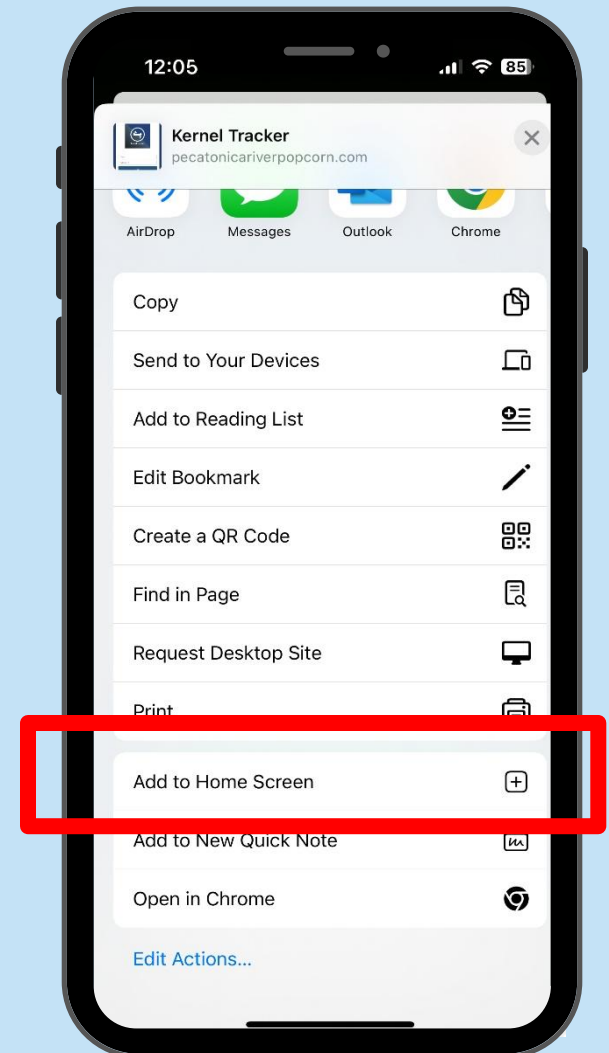 12:05
85
Kernel Tracker
pecatonicariverpopcorn.com
AirDrop Messages Outlook Chrome
Copy
Send to Your Devices
Add to Reading List
Edit Bookmark
Create a QR Code
Find in Page
Request Desktop Site
Print
Add to Home Screen
Add to New Quick Note
Open in Chrome
Edit Actions...